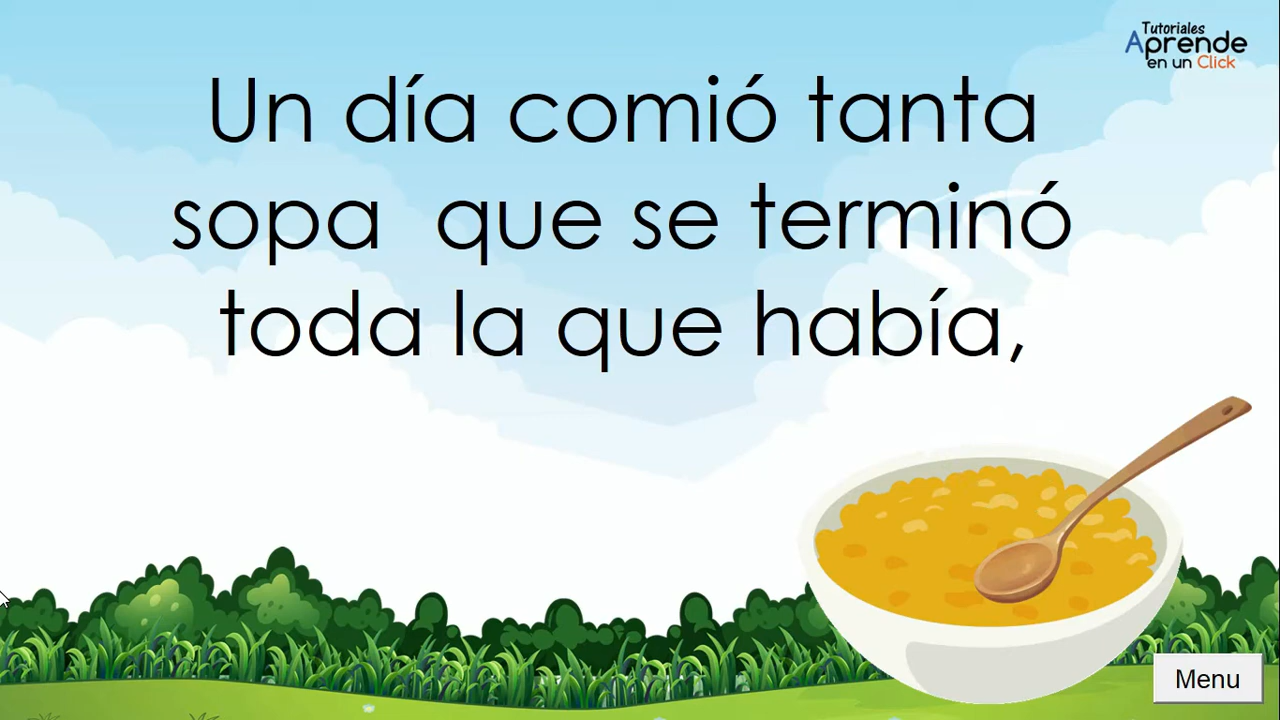 Tutoriales
Aprende
en un Click
Un día comió tanta
sopa que se terminó
toda la que había,
Menu